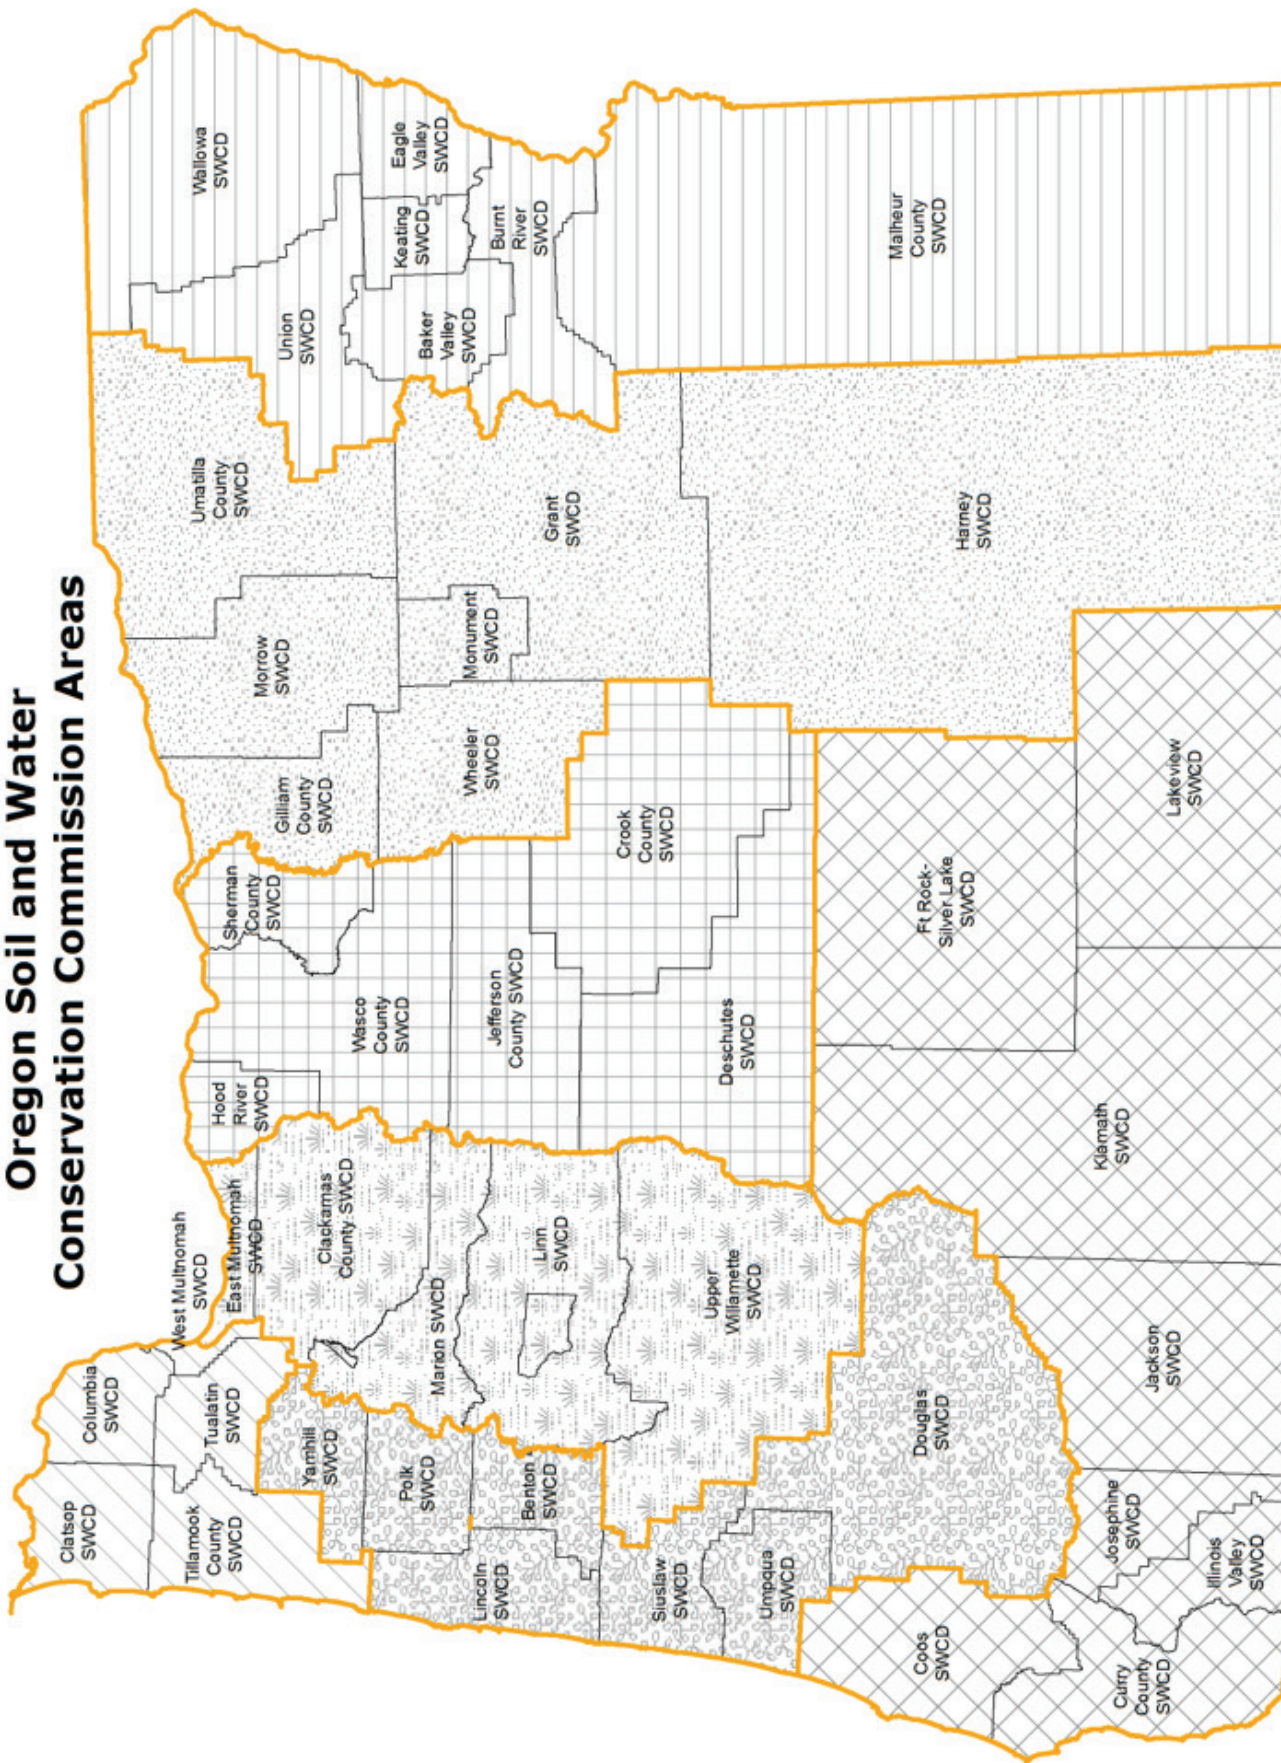 Oregon Soil and Water
Conservation Commission Areas
Clatsop
SWCD
Columbia
SWCD
Tillamook
County
SWCD
Tualatin
SWCD
West Multnomah
SWCD
East Multnomah
SWCD
Hood
River
SWCD
Sherman
County
SWCD
Gilliam
County
SWCD
Morrow
SWCD
Umatilla
County
SWCD
Union
SWCD
Wallowa
SWCD
Yamhill
SWCD
Clackamas
County SWCD
Wasco
County
SWCD
Polk
SWCD
Marion SWCD
Wheeler
SWCD
Monument
SWCD
Baker
Valley
SWCD
Keating
SWCD
Eagle
Valley
SWCD
Lincoln
SWCD
Benton
SWCD
Linn
SWCD
Jefferson
County SWCD
Grant
SWCD
Burnt
River
SWCD
Siuslaw
SWCD
Upper
Willamette
SWCD
Deschutes
SWCD
Crook
County
SWCD
Umpqua
SWCD
Coos
SWCD
Douglas
SWCD
Ft Rock-
Silver Lake
SWCD
Harney
SWCD
Malheur
County
SWCD
Curry
County
SWCD
Josephine
SWCD
Illinois
Valley
SWCD
Jackson
SWCD
Klamath
SWCD
Lakeview
SWCD